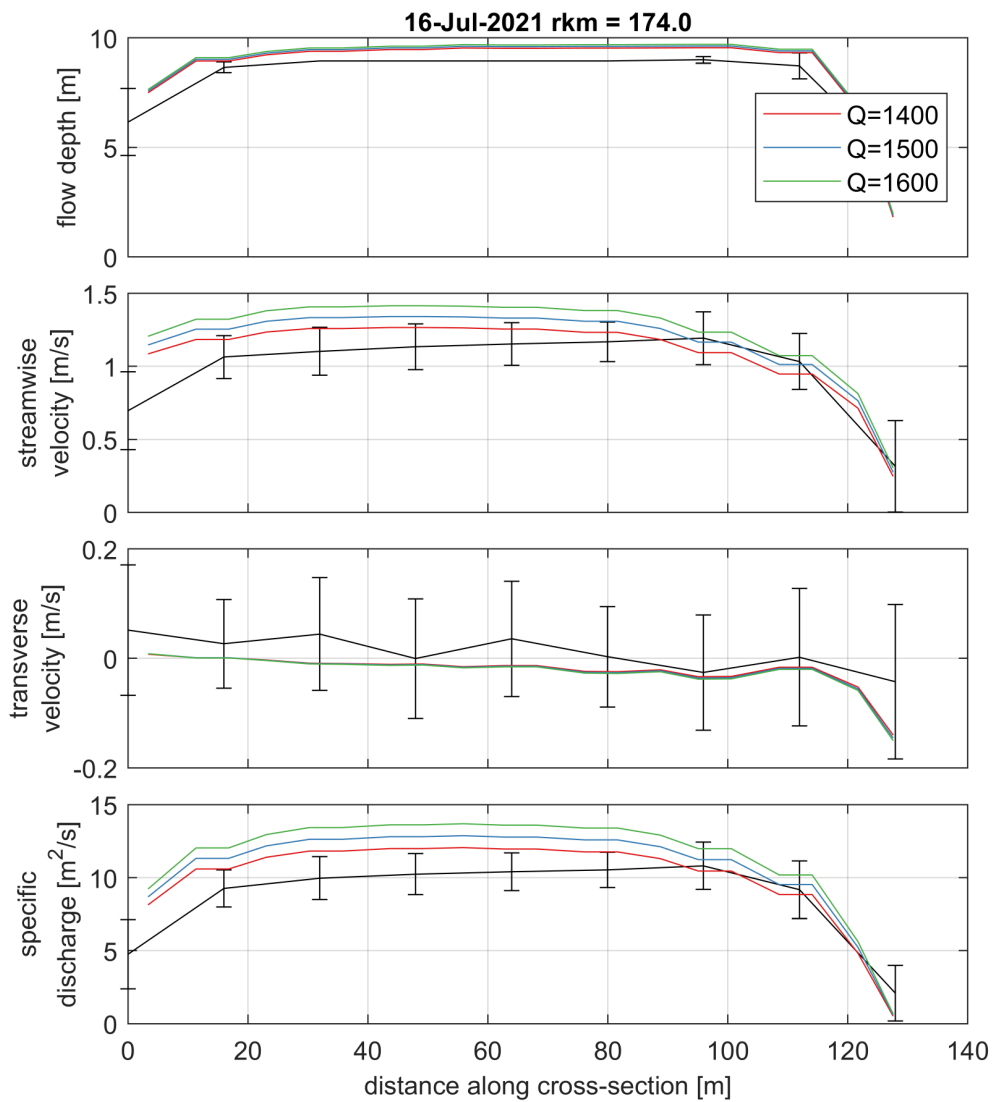 16-Jul-2021 rkm = 174.0
10
5
0
flow depth [m]
Q=1400
Q=1500
Q=1600
1.5
1
0.5
0
streamwise
velocity [m/s]
0.2
0
-0.2
transverse
velocity [m/s]
15
10
5
0
specific
discharge [m²/s]
0 20 40 60 80 100 120 140
distance along cross-section [m]